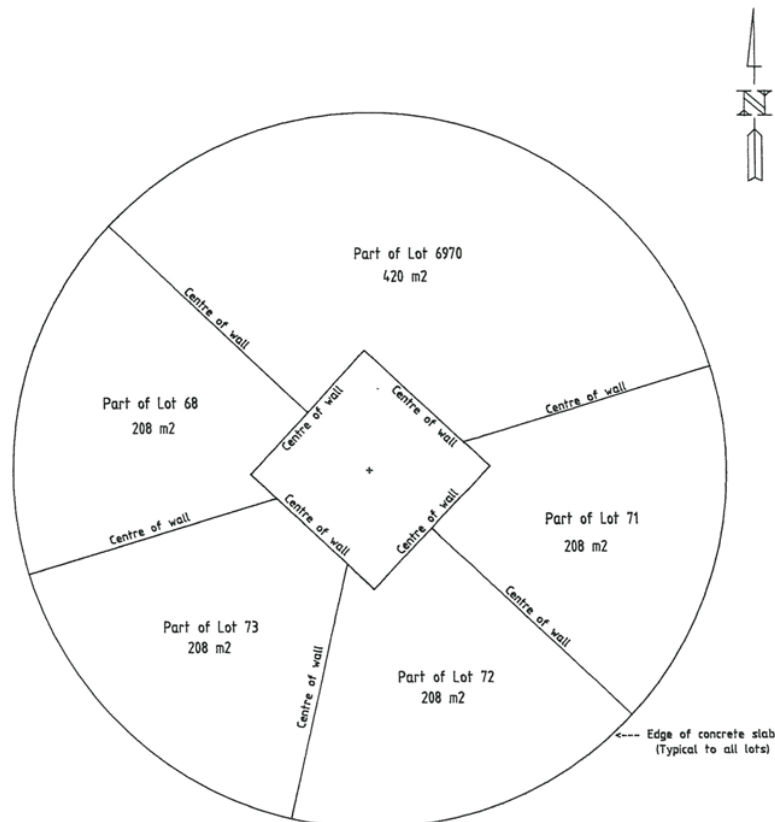 N
Part of Lot 6970
420 m2
Centre of wall
Centre of wall
Centre of wall
Centre of wall
Part of Lot 68
208 m2
Centre of wall
Centre of wall
Centre of wall
Part of Lot 71
208 m2
Centre of wall
Part of Lot 73
208 m2
Centre of wall
Part of Lot 72
208 m2
<--- Edge of concrete slab
(Typical to all lots)